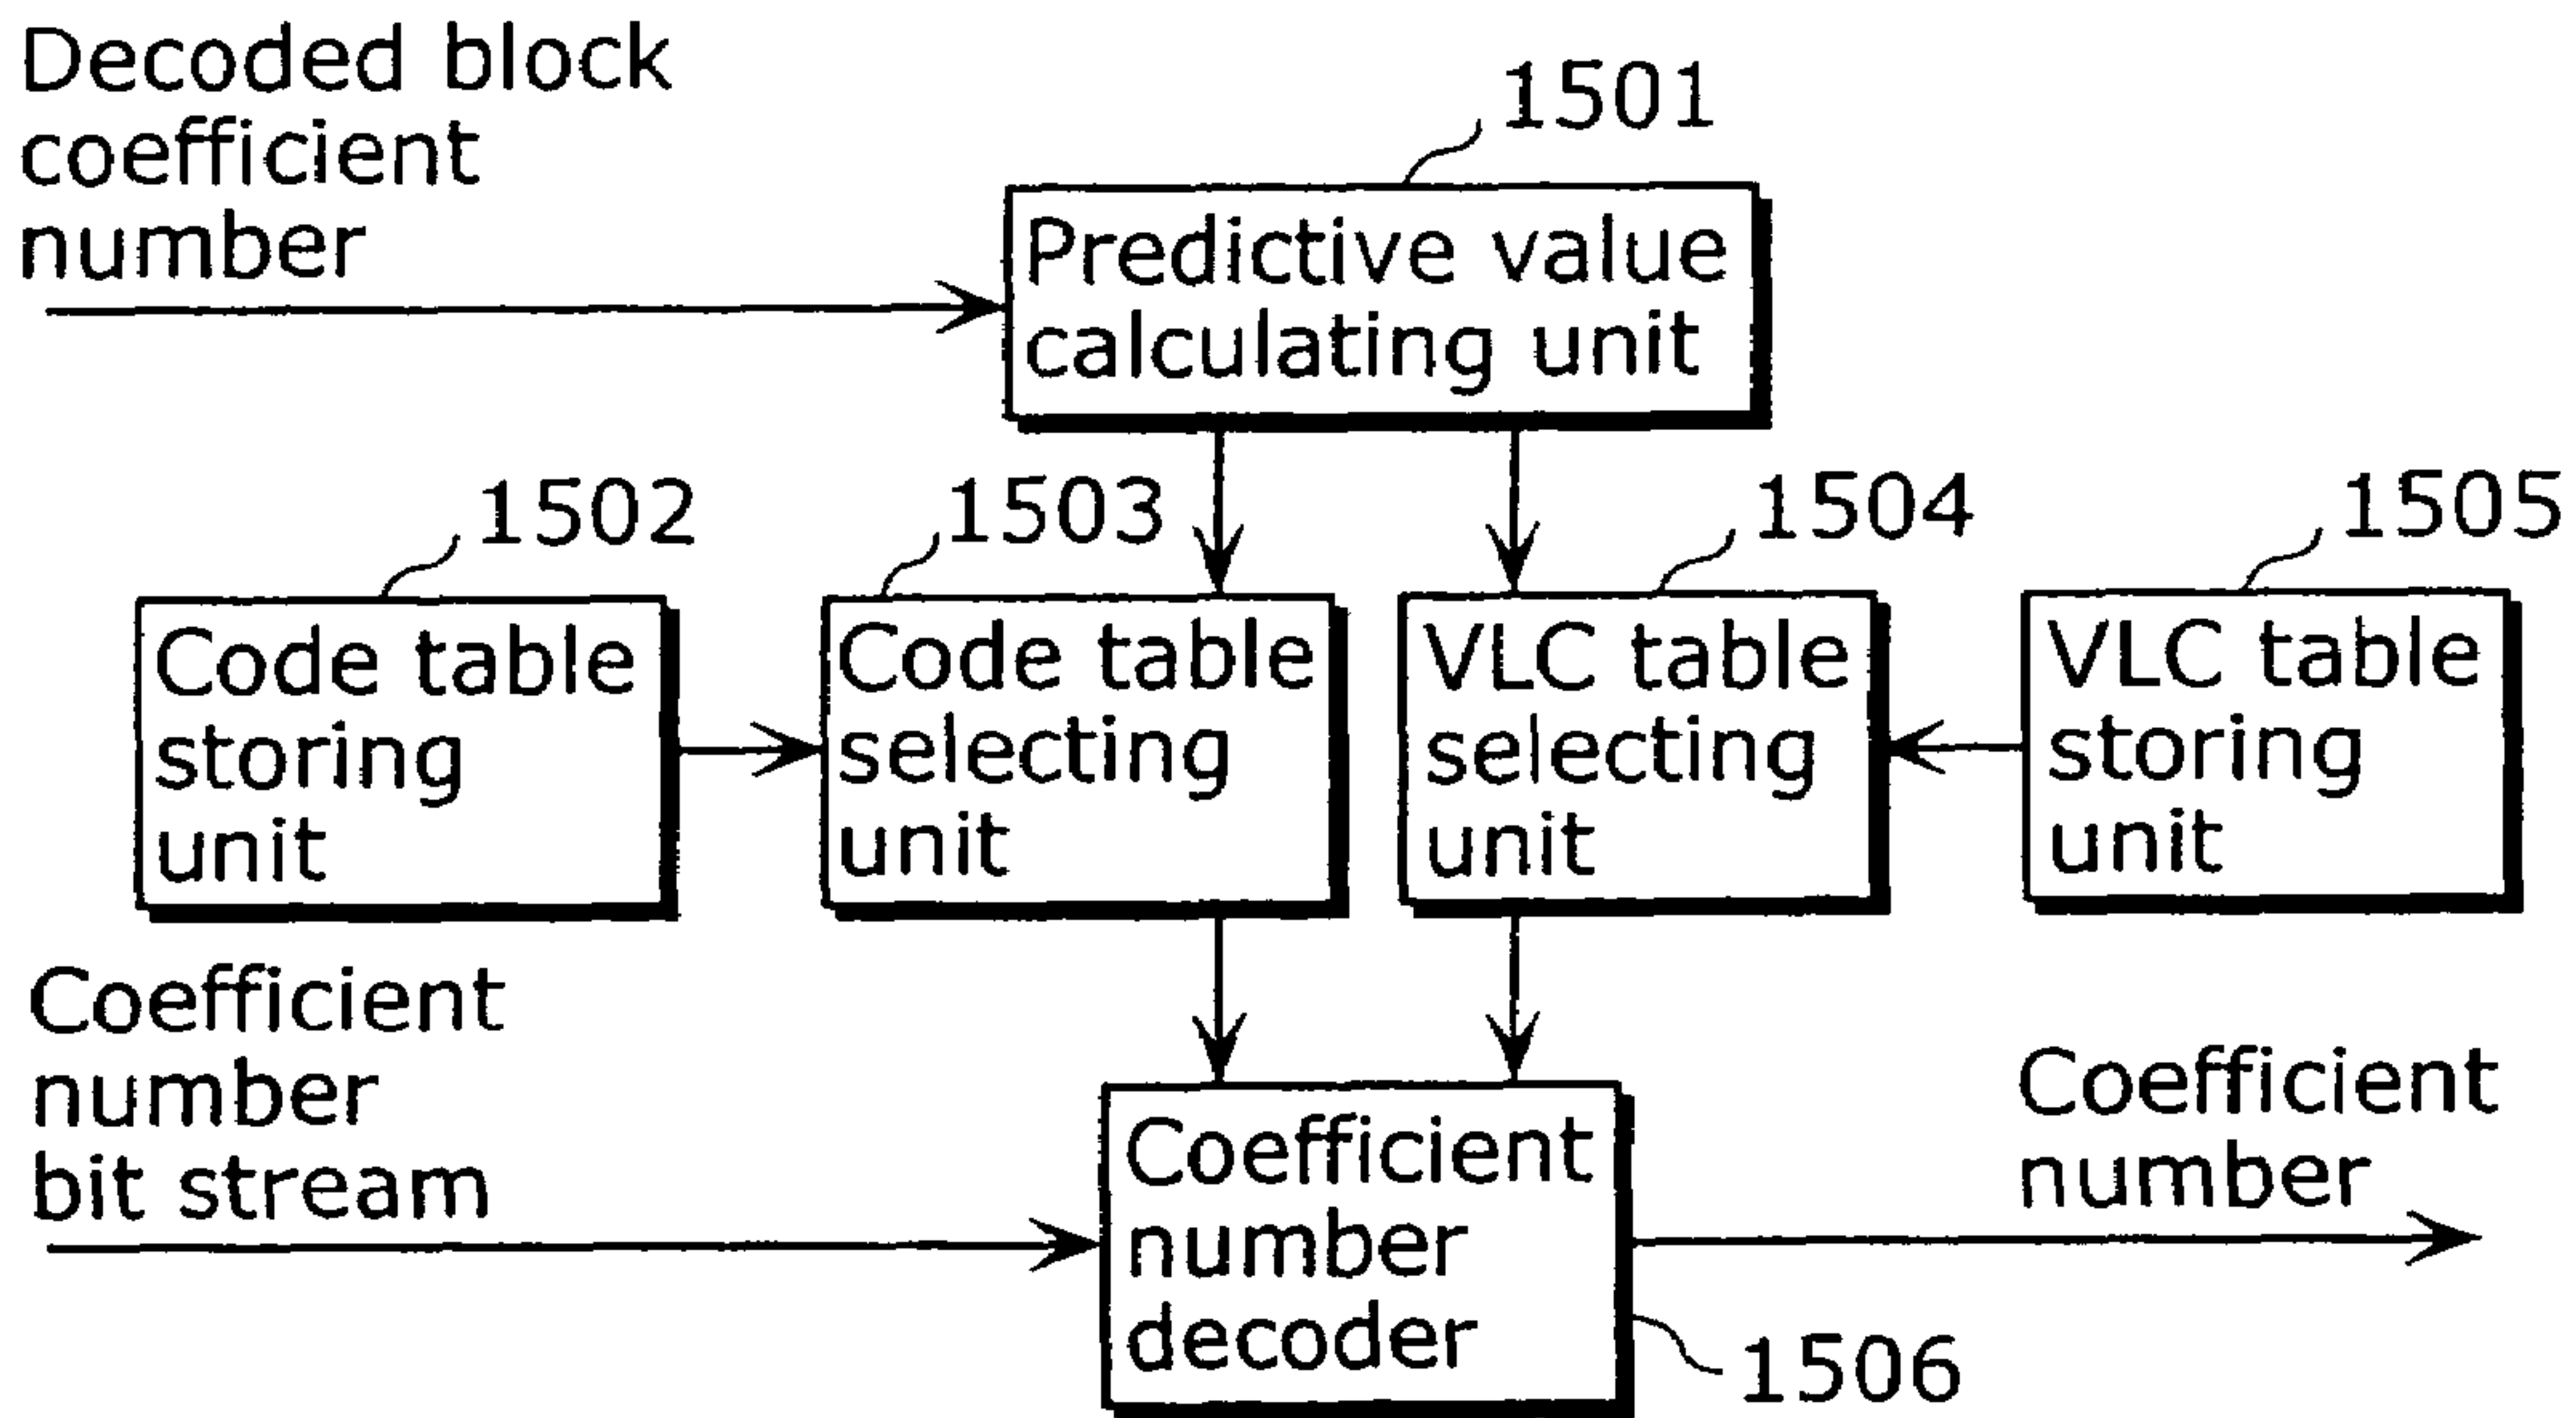 Decoded block
coefficient
number
1501
Predictive value
calculating unit
1502
1503
1504
1505
Code table
storing
unit
Code table
selecting
unit
VLC table
selecting
unit
VLC table
storing
unit
Coefficient
number
bit stream
Coefficient
number
decoder
Coefficient
number
1506